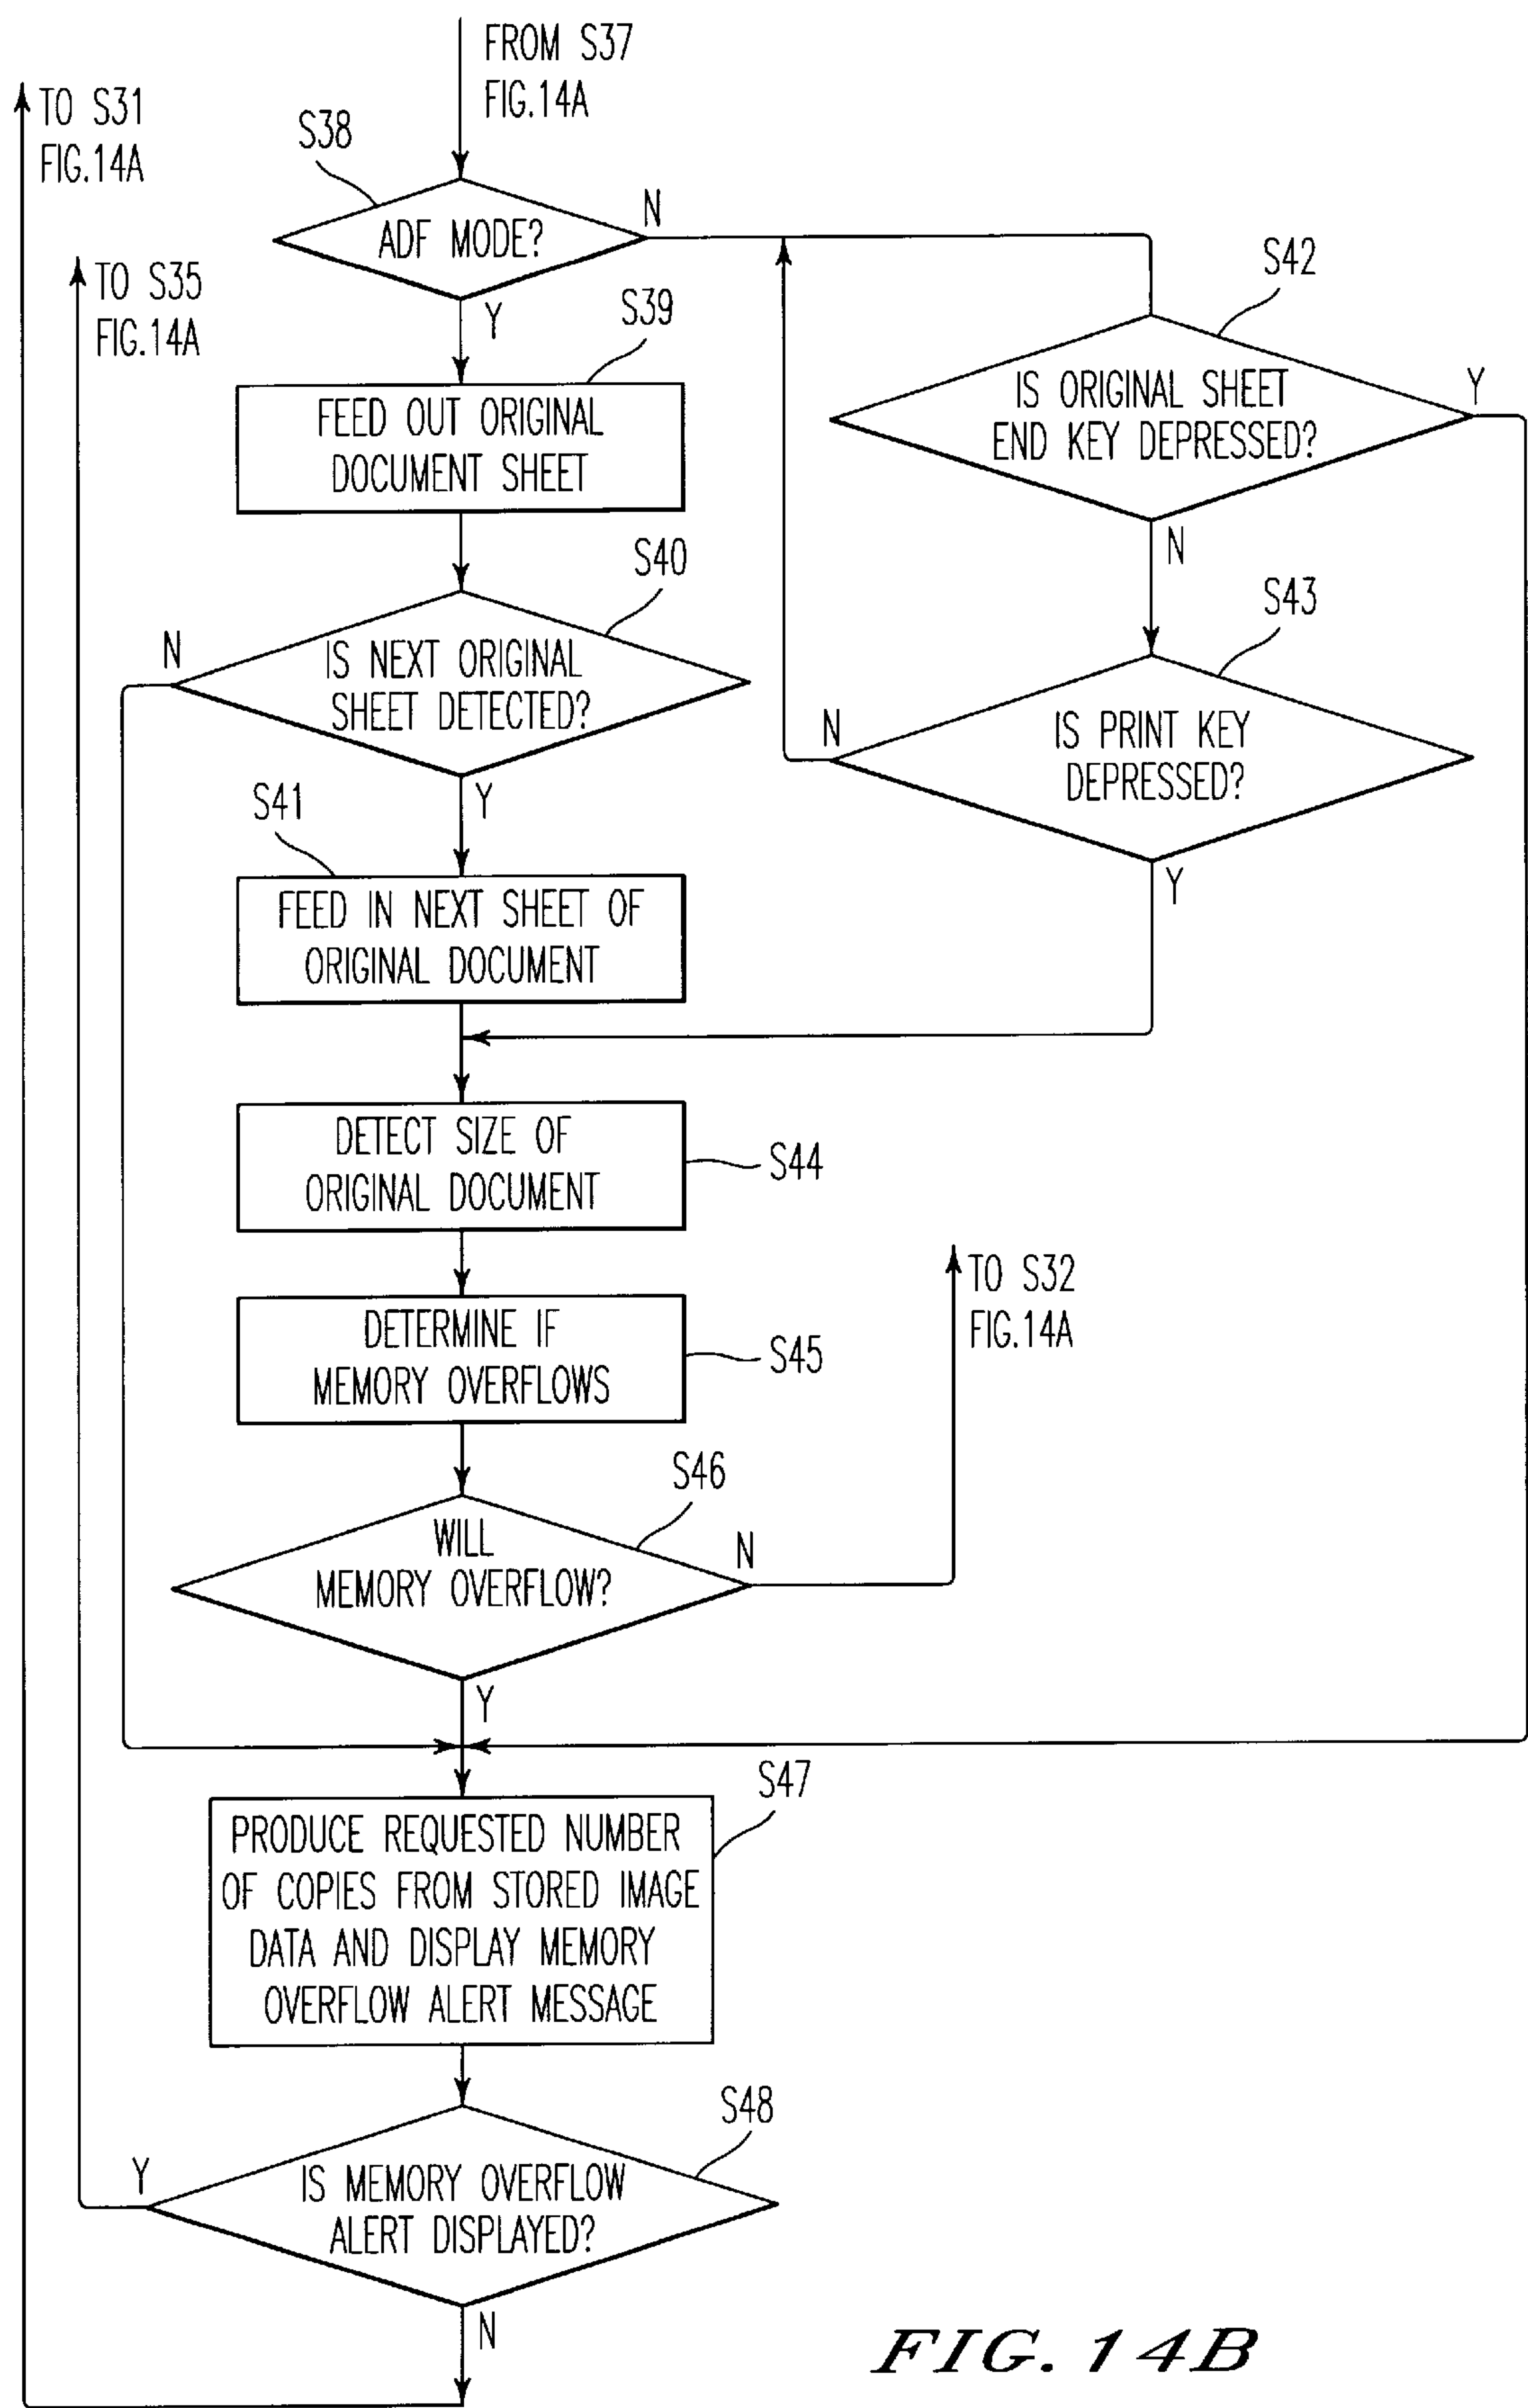 FROM S37
FIG.14A
TO S31
FIG.14A
S38
ADF MODE?
N
Y
TO S35
FIG.14A
S39
FEED OUT ORIGINAL
DOCUMENT SHEET
S42
IS ORIGINAL SHEET
END KEY DEPRESSED?
Y
N
S40
IS NEXT ORIGINAL
SHEET DETECTED?
N
Y
S43
IS PRINT KEY
DEPRESSED?
N
Y
S41
FEED IN NEXT SHEET OF
ORIGINAL DOCUMENT
DETECT SIZE OF
ORIGINAL DOCUMENT
S44
DETERMINE IF
MEMORY OVERFLOWS
S45
TO S32
FIG.14A
S46
WILL
MEMORY OVERFLOW?
N
Y
S47
PRODUCE REQUESTED NUMBER
OF COPIES FROM STORED IMAGE
DATA AND DISPLAY MEMORY
OVERFLOW ALERT MESSAGE
S48
IS MEMORY OVERFLOW
ALERT DISPLAYED?
Y
N
FIG. 14B